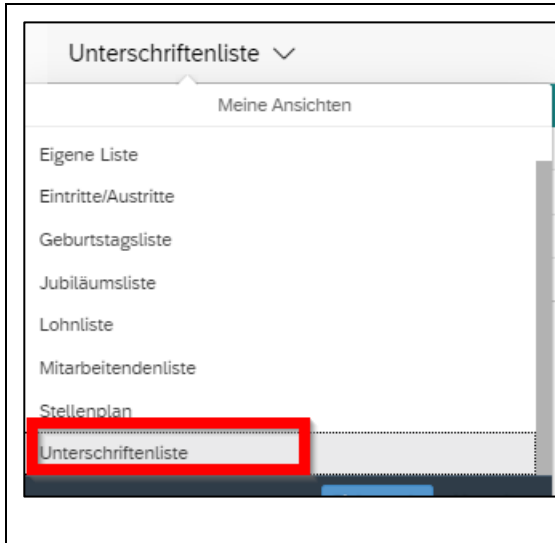 Unterschriftenliste
Meine Ansichten
Eigene Liste
Eintritte/Austritte
Geburtstagsliste
Jubiläumsliste
Lohnliste
Mitarbeitendenliste
Stellenplan
Unterschriftenliste